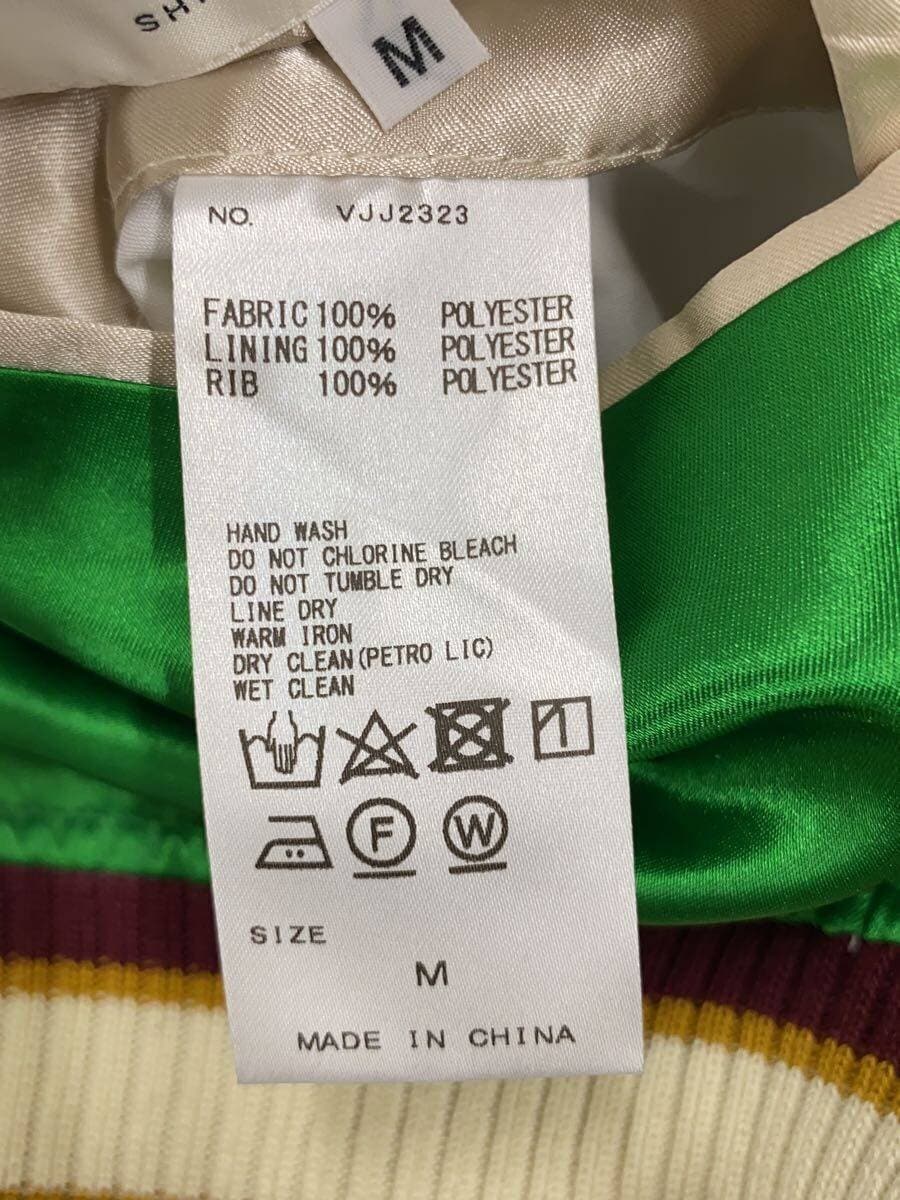 M
NO. VJJ2323
FABRIC 100% POLYESTER
LINING 100% POLYESTER
RIB 100% POLYESTER
HAND WASH
DO NOT CHLORINE BLEACH
DO NOT TUMBLE DRY
LINE DRY
WARM IRON
DRY CLEAN(PETRO LIC)
WET CLEAN
F W
SIZE
M
MADE IN CHINA